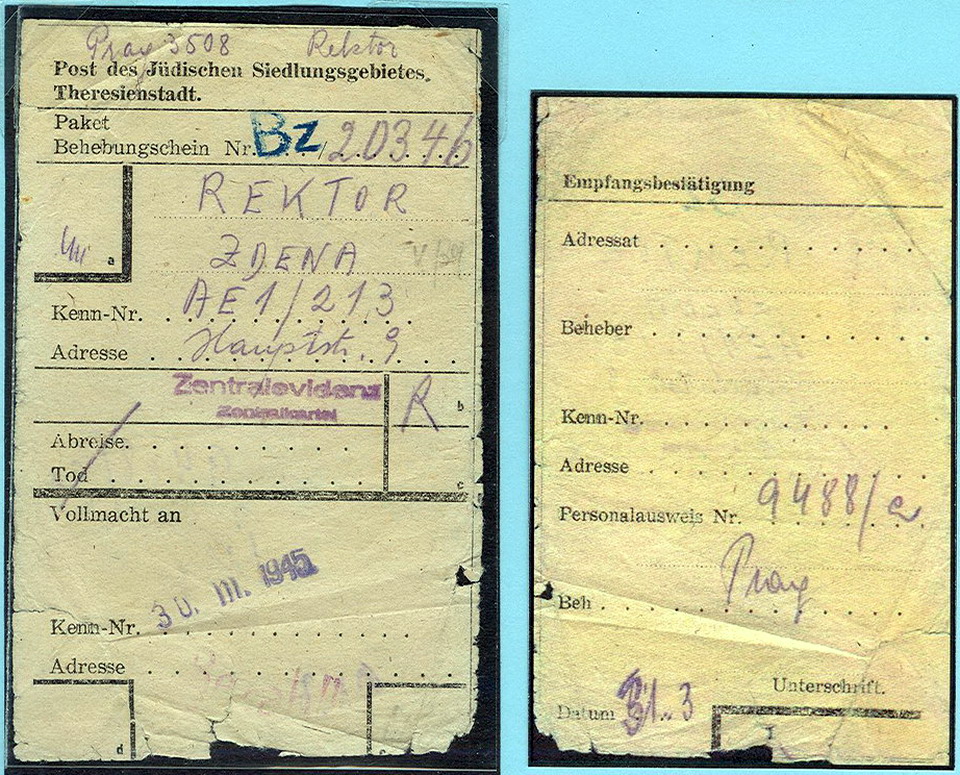 Prag 3508 Rektor
Post des Jüdischen Siedlungsgebietes.
Theresienstadt.
Paket
Behebungschein Nr. Bz / 20346
REKTOR
a
ZDENA
Kenn-Nr. AE1/213
Adresse Hauptstr. 9
Zentralevidenz
Zentralkartei
R b
Abreise.
Tod c
Vollmacht an
30. III. 1945
Kenn-Nr.
Adresse
d
Empfangsbestätigung
Adressat
Beheber
Kenn-Nr.
Adresse
Personalausweis Nr. 9488/a
Prag
Beh
Unterschrift.
Datum 31. 3